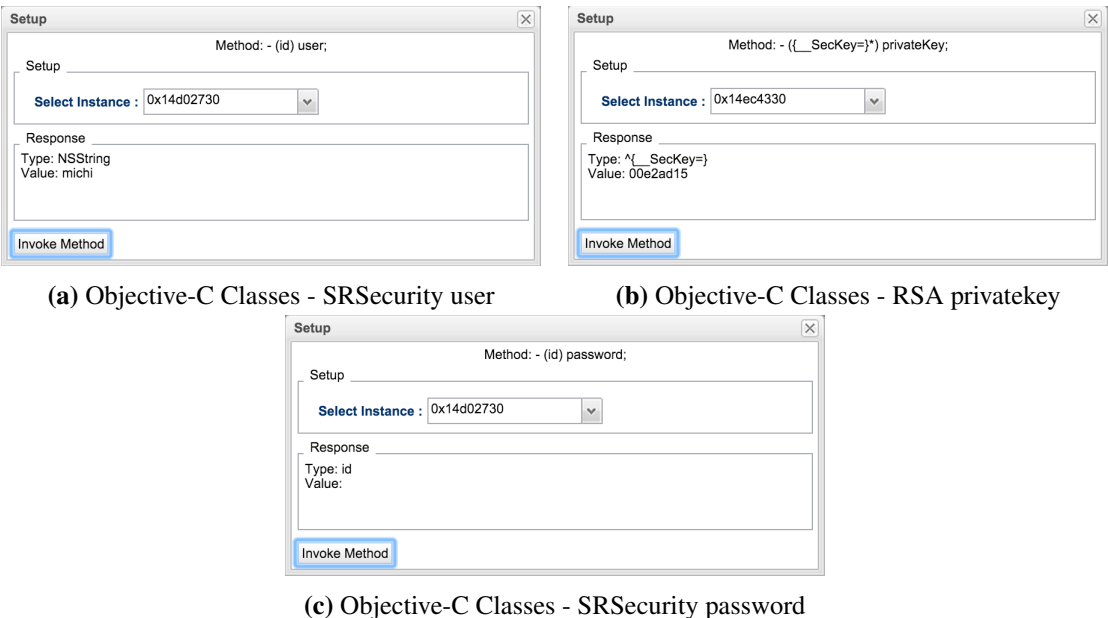 Setup
Method: - (id) user;
Setup
Select Instance : 0x14d02730
Response
Type: NSString
Value: michi
Invoke Method
(a) Objective-C Classes - SRSecurity user
Setup
Method: - ({__SecKey=}*) privateKey;
Setup
Select Instance : 0x14ec4330
Response
Type: ^{__SecKey=}
Value: 00e2ad15
Invoke Method
(b) Objective-C Classes - RSA privatekey
Setup
Method: - (id) password;
Setup
Select Instance : 0x14d02730
Response
Type: id
Value:
Invoke Method
(c) Objective-C Classes - SRSecurity password